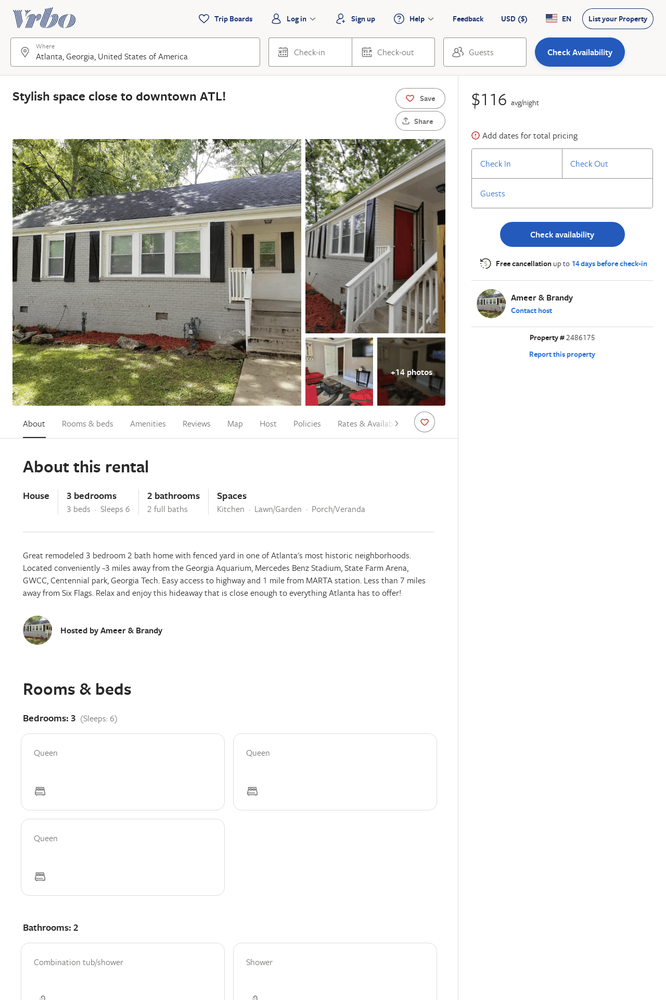 Vrbo
Trip Boards
Log in
Sign up
Help
Feedback
USD ($)
EN
List your Property
Where
Atlanta, Georgia, United States of America
Check-in
Check-out
Guests
Check Availability
Stylish space close to downtown ATL!
Save
Share
+14 photos
$116 avg/night
Add dates for total pricing
Check In
Check Out
Guests
Check availability
Free cancellation up to 14 days before check-in
Ameer & Brandy
Contact host
Property # 2486175
Report this property
About
Rooms & beds
Amenities
Reviews
Map
Host
Policies
Rates & Availab
About this rental
House
3 bedrooms
3 beds · Sleeps 6
2 bathrooms
2 full baths
Spaces
Kitchen · Lawn/Garden · Porch/Veranda
Great remodeled 3 bedroom 2 bath home with fenced yard in one of Atlanta's most historic neighborhoods.
Located conveniently ~3 miles away from the Georgia Aquarium, Mercedes Benz Stadium, State Farm Arena,
GWCC, Centennial park, Georgia Tech. Easy access to highway and 1 mile from MARTA station. Less than 7 miles
away from Six Flags. Relax and enjoy this hideaway that is close enough to everything Atlanta has to offer!
Hosted by Ameer & Brandy
Rooms & beds
Bedrooms: 3 (Sleeps: 6)
Queen
Queen
Queen
Bathrooms: 2
Combination tub/shower
Shower